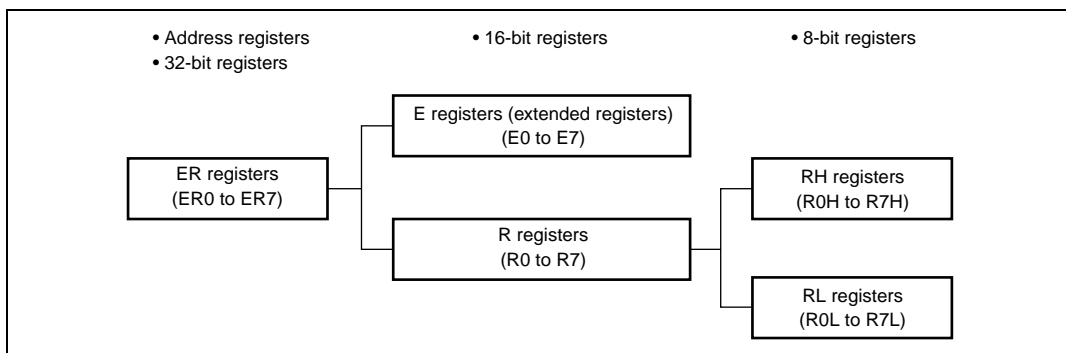 • Address registers
• 32-bit registers
• 16-bit registers
• 8-bit registers
E registers (extended registers)
(E0 to E7)
ER registers
(ER0 to ER7)
RH registers
(R0H to R7H)
R registers
(R0 to R7)
RL registers
(R0L to R7L)